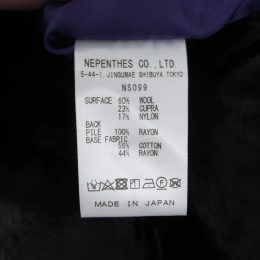 NEPENTHES CO., LTD.
5-44-1, JINGUMAE SHIBUYA, TOKYO
NS099
SURFACE 60% WOOL
23% CUPRA
17% NYLON
BACK
PILE 100% RAYON
BASE FABRIC
56% COTTON
44% RAYON
MADE IN JAPAN